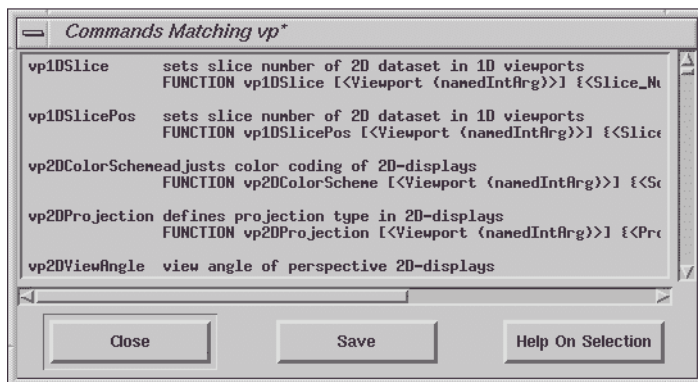 Commands Matching vp*
vp1DSlice sets slice number of 2D dataset in 1D viewports
FUNCTION vp1DSlice [<Viewport (namedIntArg)>] {<Slice_Nu
vp1DSlicePos sets slice number of 2D dataset in 1D viewports
FUNCTION vp1DSlicePos [<Viewport (namedIntArg)>] {<Slice
vp2DColorSchemeadjusts color coding of 2D-displays
FUNCTION vp2DColorScheme [<Viewport (namedIntArg)>] {<Sc
vp2DProjection defines projection type in 2D-displays
FUNCTION vp2DProjection [<Viewport (namedIntArg)>] {<Pro
vp2DViewAngle view angle of perspective 2D-displays
Close Save Help On Selection